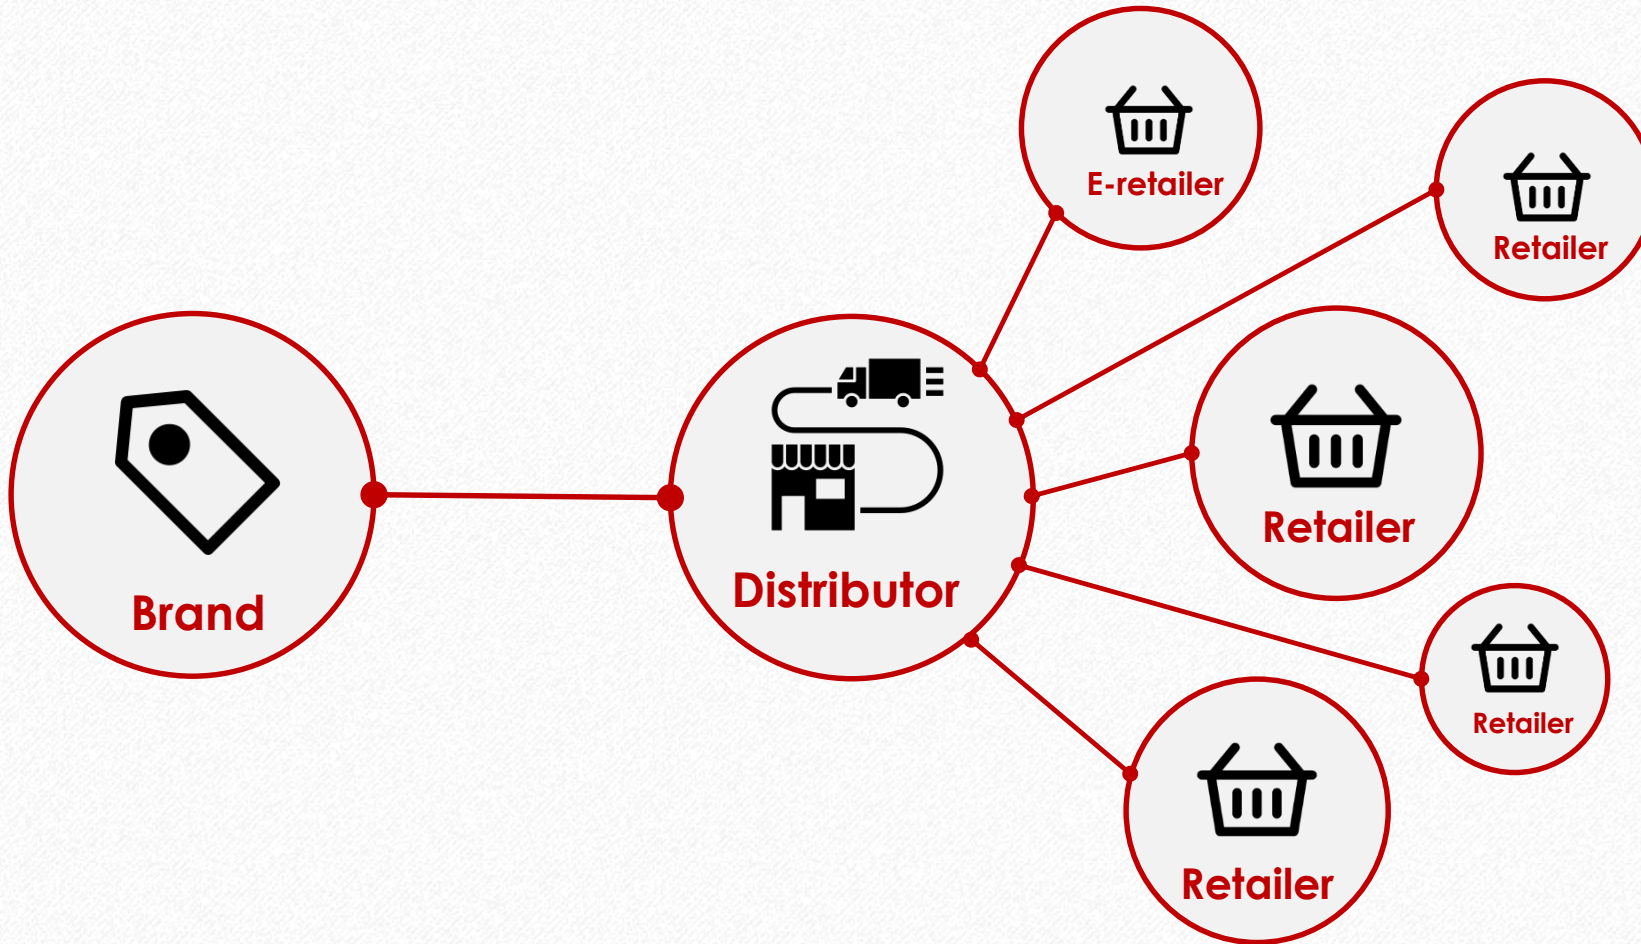 E-retailer
Retailer
Retailer
Brand
Distributor
Retailer
Retailer